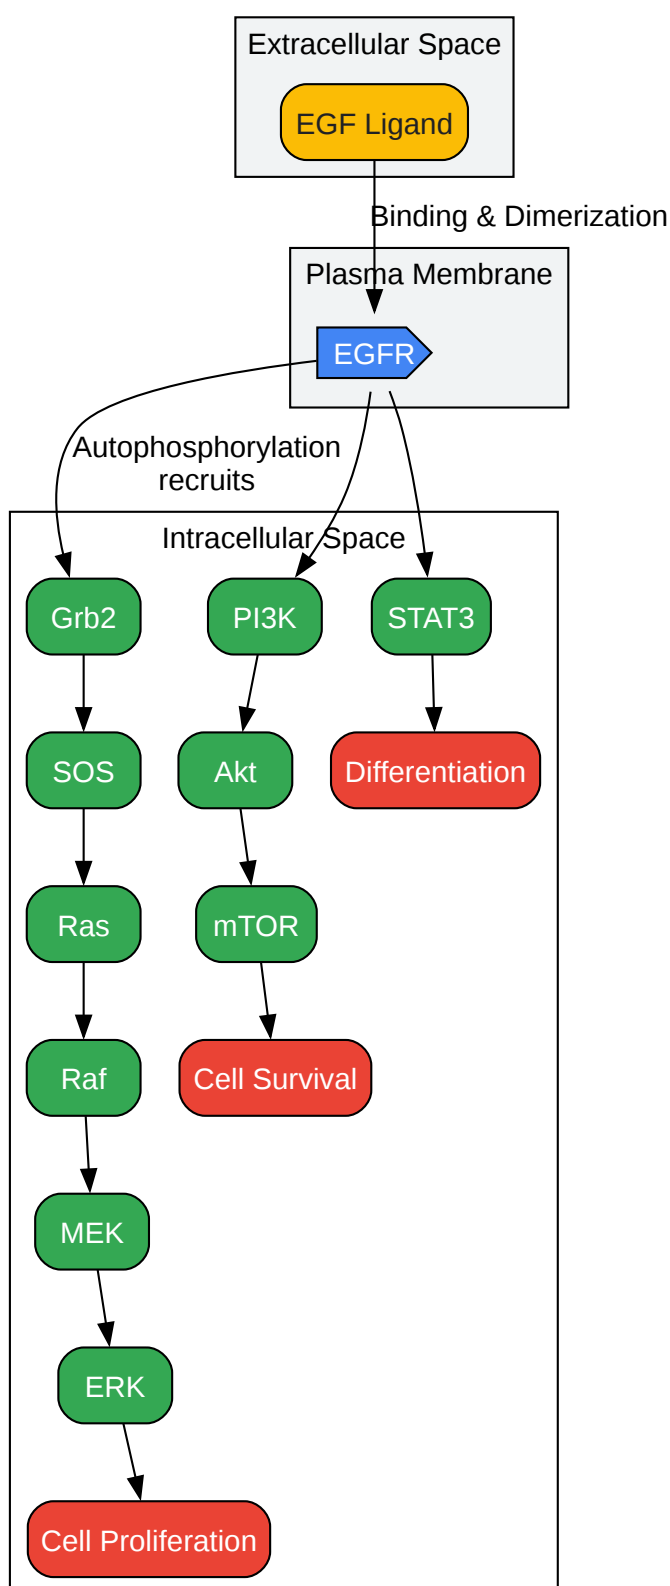 Extracellular Space
EGF Ligand
Binding & Dimerization
Plasma Membrane
EGFR
Autophosphorylation
recruits
Intracellular Space
Grb2
PI3K
STAT3
SOS
Akt
Differentiation
Ras
mTOR
Raf
Cell Survival
MEK
ERK
Cell Proliferation